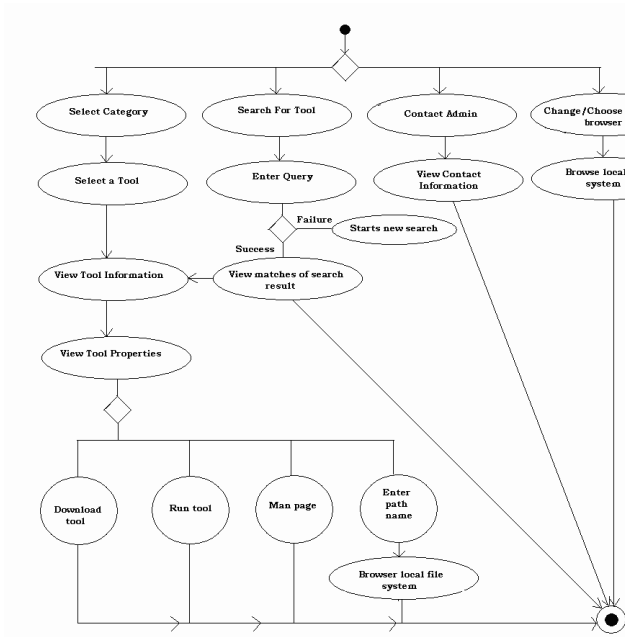 Select Category
Search For Tool
Contact Admin
Change/Choose
browser
Select a Tool
Enter Query
View Contact
Information
Browse local
system
Failure
Starts new search
Success
View Tool Information
View matches of search
result
View Tool Properties
Download
tool
Run tool
Man page
Enter
path
name
Browser local file
system